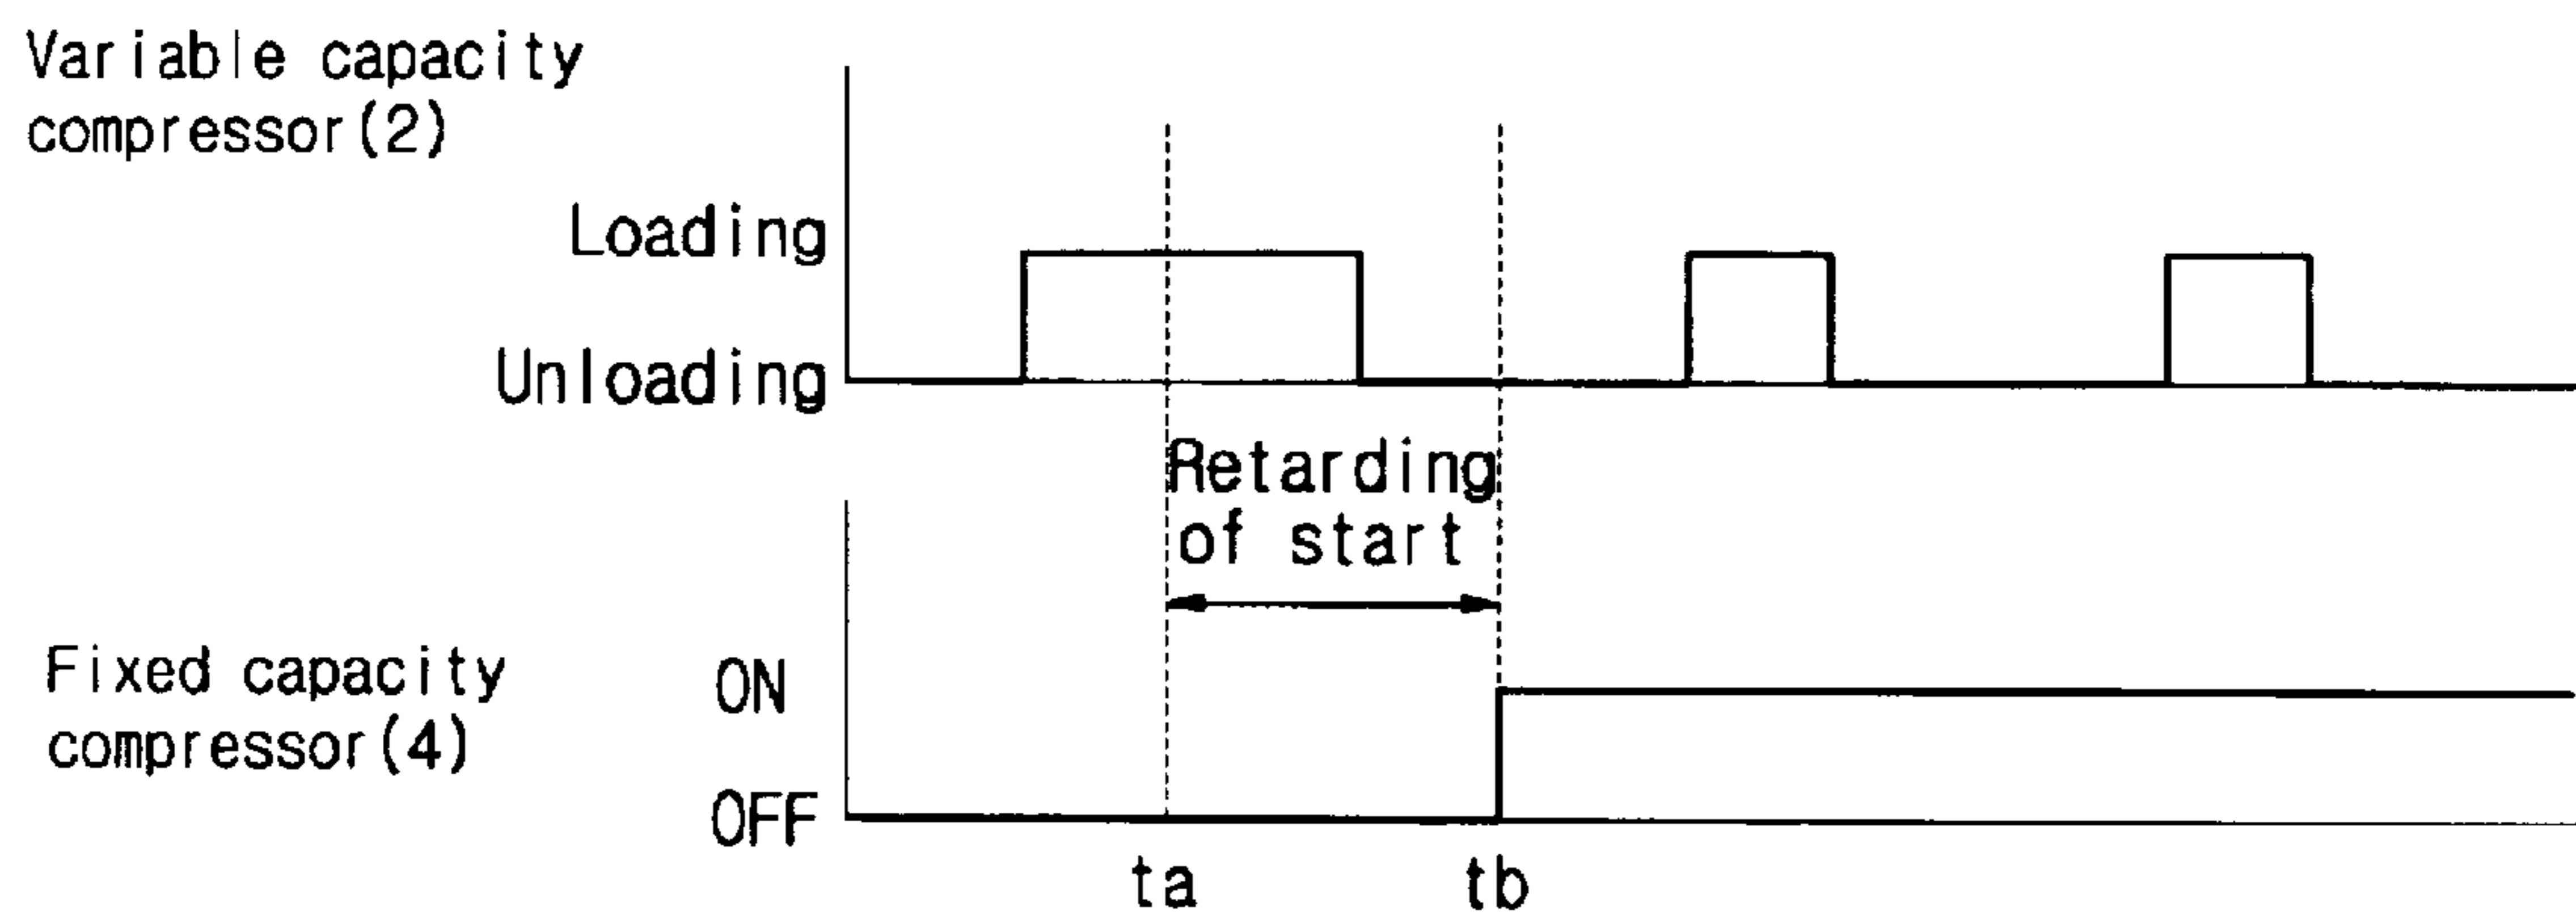 Variable capacity
compressor(2)
Loading
Unloading
Retarding
of start
Fixed capacity
compressor(4)
ON
OFF
ta
tb